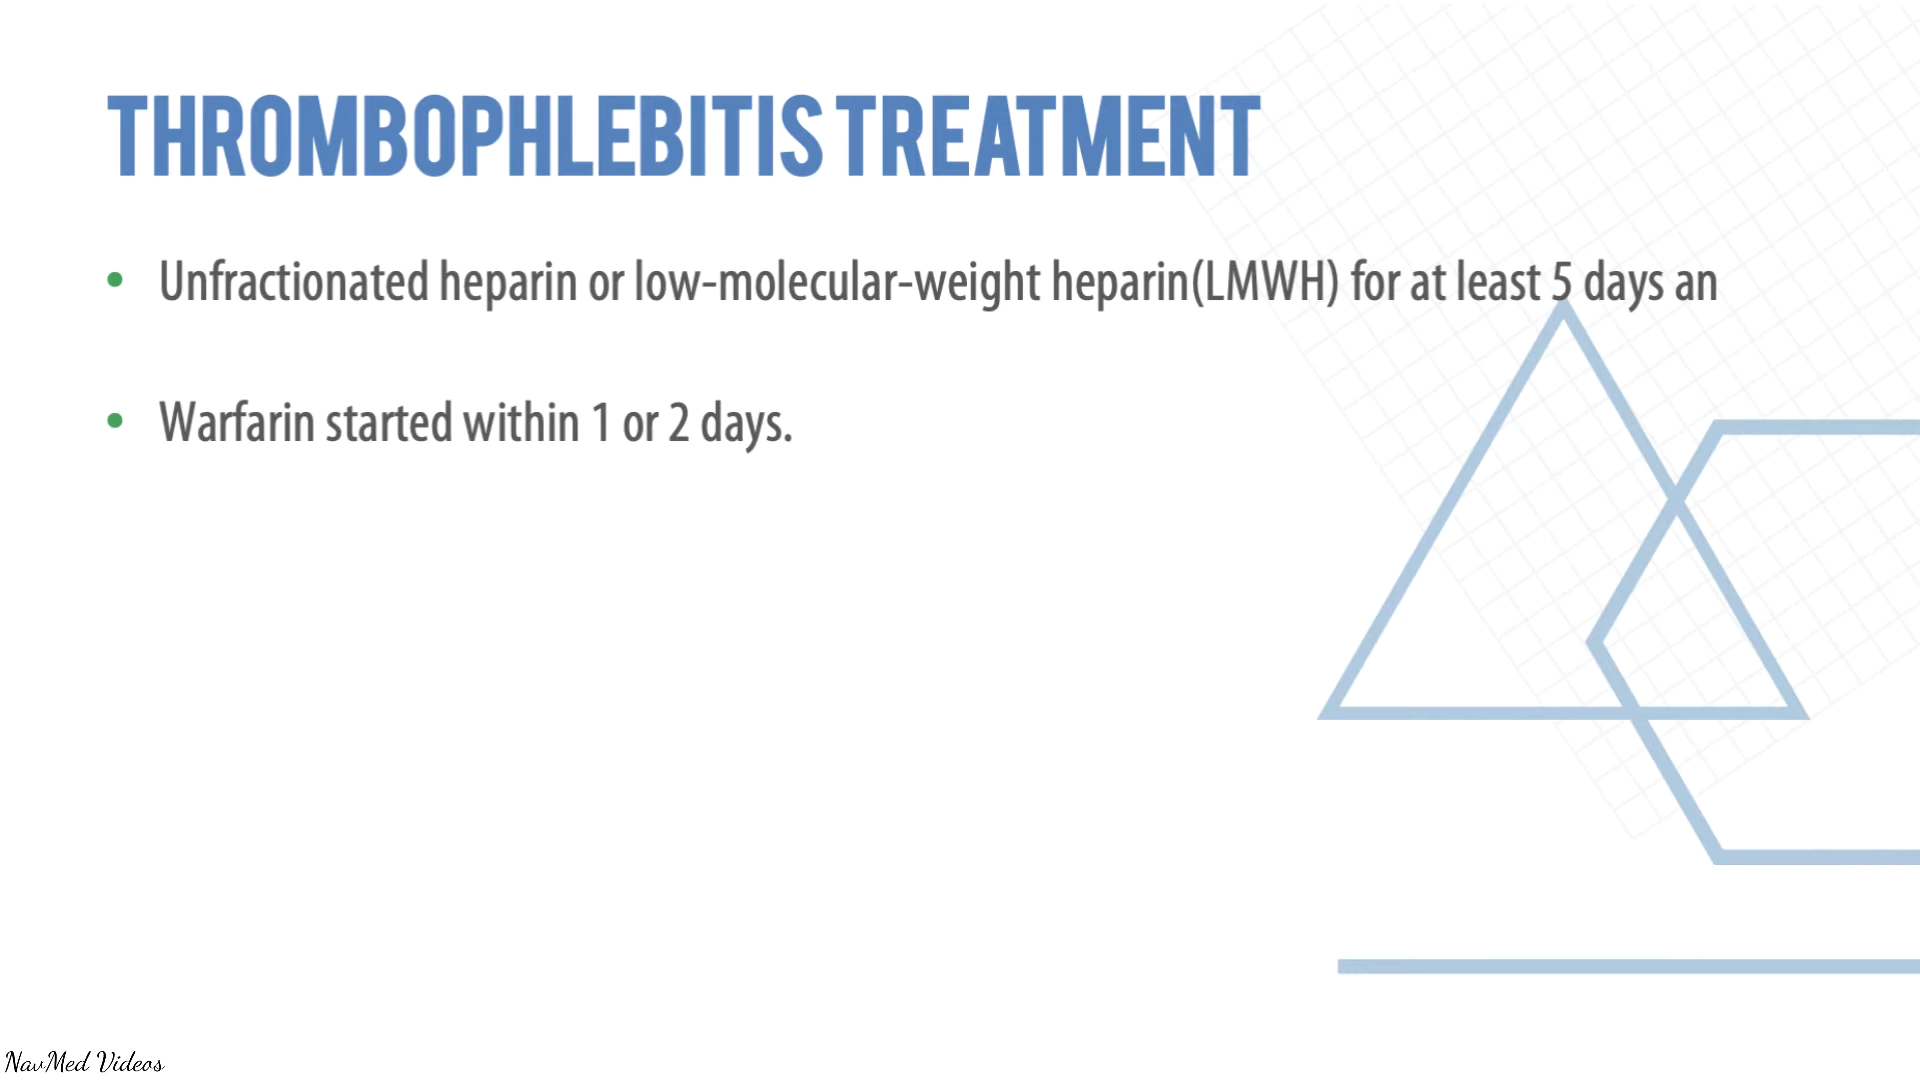 THROMBOPHLEBITIS TREATMENT
• Unfractionated heparin or low-molecular-weight heparin(LMWH) for at least 5 days an
• Warfarin started within 1 or 2 days.
NavMed Videos